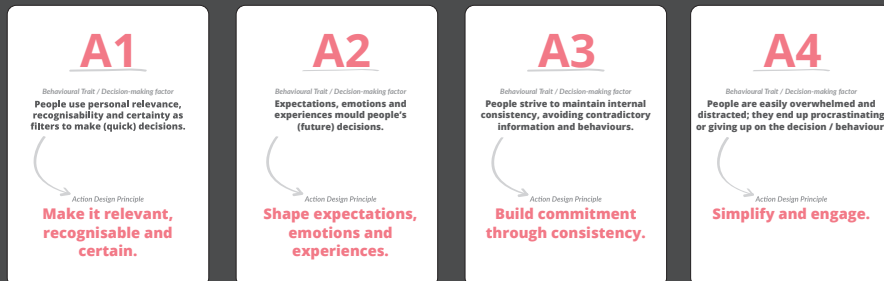 A1
Behavioural Trait / Decision-making factor
People use personal relevance,
recognisability and certainty as
filters to make (quick) decisions.
Action Design Principle
Make it relevant,
recognisable and
certain.
A2
Behavioural Trait / Decision-making factor
Expectations, emotions and
experiences mould people's
(future) decisions.
Action Design Principle
Shape expectations,
emotions and
experiences.
A3
Behavioural Trait / Decision-making factor
People strive to maintain internal
consistency, avoiding contradictory
information and behaviours.
Action Design Principle
Build commitment
through consistency.
A4
Behavioural Trait / Decision-making factor
People are easily overwhelmed and
distracted; they end up procrastinating
or giving up on the decision / behaviour
Action Design Principle
Simplify and engage.